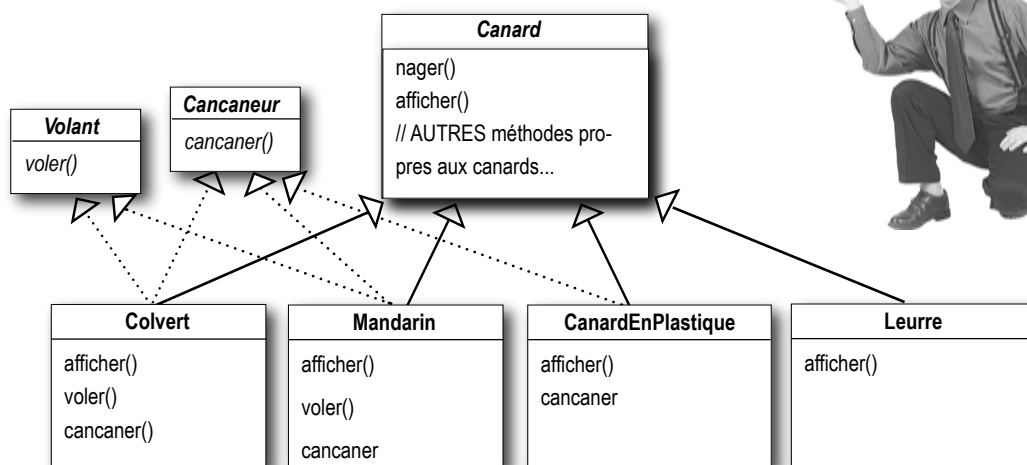 Canard
nager()
afficher()
// AUTRES méthodes pro-
pres aux canards...
Cancaneur
cancaner()
Volant
voler()
Colvert
afficher()
voler()
cancaner()
Mandarin
afficher()
voler()
cancaner
CanardEnPlastique
afficher()
cancaner
Leurre
afficher()